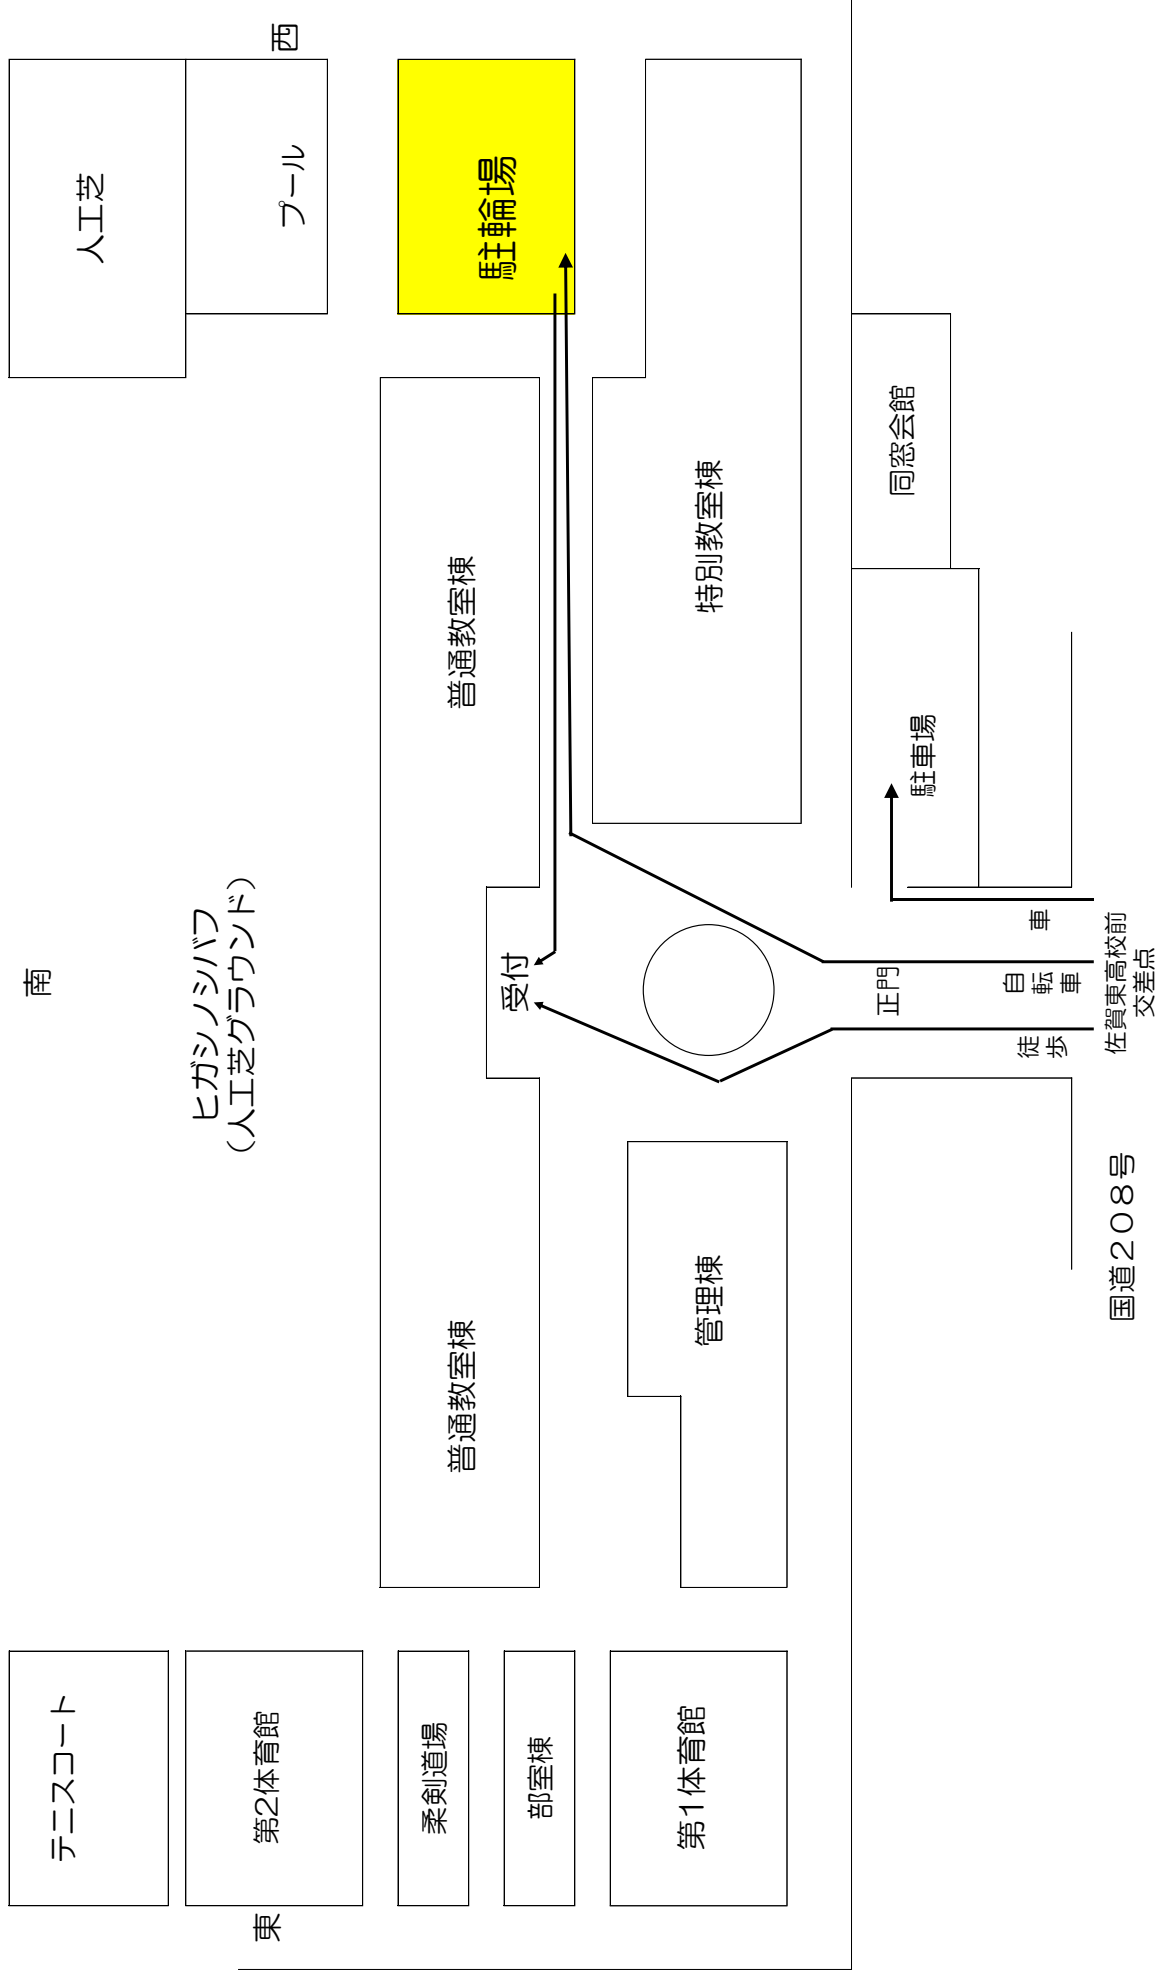 南
東
西
テニスコート
第2体育館
柔剣道場
部室棟
第1体育館
ヒガシノシバフ
（人工芝グラウンド）
人工芝
プール
駐輪場
普通教室棟
普通教室棟
受付
管理棟
特別教室棟
正門
同窓会館
駐車場
徒歩
自転車
車
佐賀東高校前
交差点
国道208号